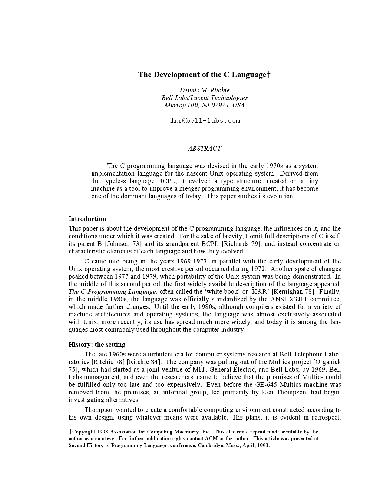 The Development of the C Language†
Dennis M. Ritchie
Bell Labs/Lucent Technologies
Murray Hill, NJ 07974 USA
dmr@bell-labs.com
ABSTRACT
The C programming language was devised in the early 1970s as a system
implementation language for the nascent Unix operating system. Derived from
the typeless language BCPL, it evolved a type structure; created on a tiny
machine as a tool to improve a meager programming environment, it has become
one of the dominant languages of today. This paper studies its evolution.
Introduction
This paper is about the development of the C programming language, the influences on it, and the
conditions under which it was created. For the sake of brevity, I omit full descriptions of C itself,
its parent B [Johnson 73] and its grandparent BCPL [Richards 79], and instead concentrate on
characteristic elements of each language and how they evolved.
C came into being in the years 1969-1973, in parallel with the early development of the
Unix operating system; the most creative period occurred during 1972. Another spate of changes
peaked between 1977 and 1979, when portability of the Unix system was being demonstrated. In
the middle of this second period, the first widely available description of the language appeared:
The C Programming Language, often called the ‘white book’ or ‘K&R’ [Kernighan 78]. Finally,
in the middle 1980s, the language was officially standardized by the ANSI X3J11 committee,
which made further changes. Until the early 1980s, although compilers existed for a variety of
machine architectures and operating systems, the language was almost exclusively associated
with Unix; more recently, its use has spread much more widely, and today it is among the lan-
guages most commonly used throughout the computer industry.
History: the setting
The late 1960s were a turbulent era for computer systems research at Bell Telephone Labo-
ratories [Ritchie 78] [Ritchie 84]. The company was pulling out of the Multics project [Organick
75], which had started as a joint venture of MIT, General Electric, and Bell Labs; by 1969, Bell
Labs management, and even the researchers, came to believe that the promises of Multics could
be fulfilled only too late and too expensively. Even before the GE-645 Multics machine was
removed from the premises, an informal group, led primarily by Ken Thompson, had begun
investigating alternatives.
Thompson wanted to create a comfortable computing environment constructed according to
his own design, using whatever means were available. His plans, it is evident in retrospect,
†Copyright 1993 Association for Computing Machinery, Inc. This electronic reprint made available by the
author as a courtesy. For further publication rights contact ACM or the author. This article was presented at
Second History of Programming Languages conference, Cambridge, Mass., April, 1993.